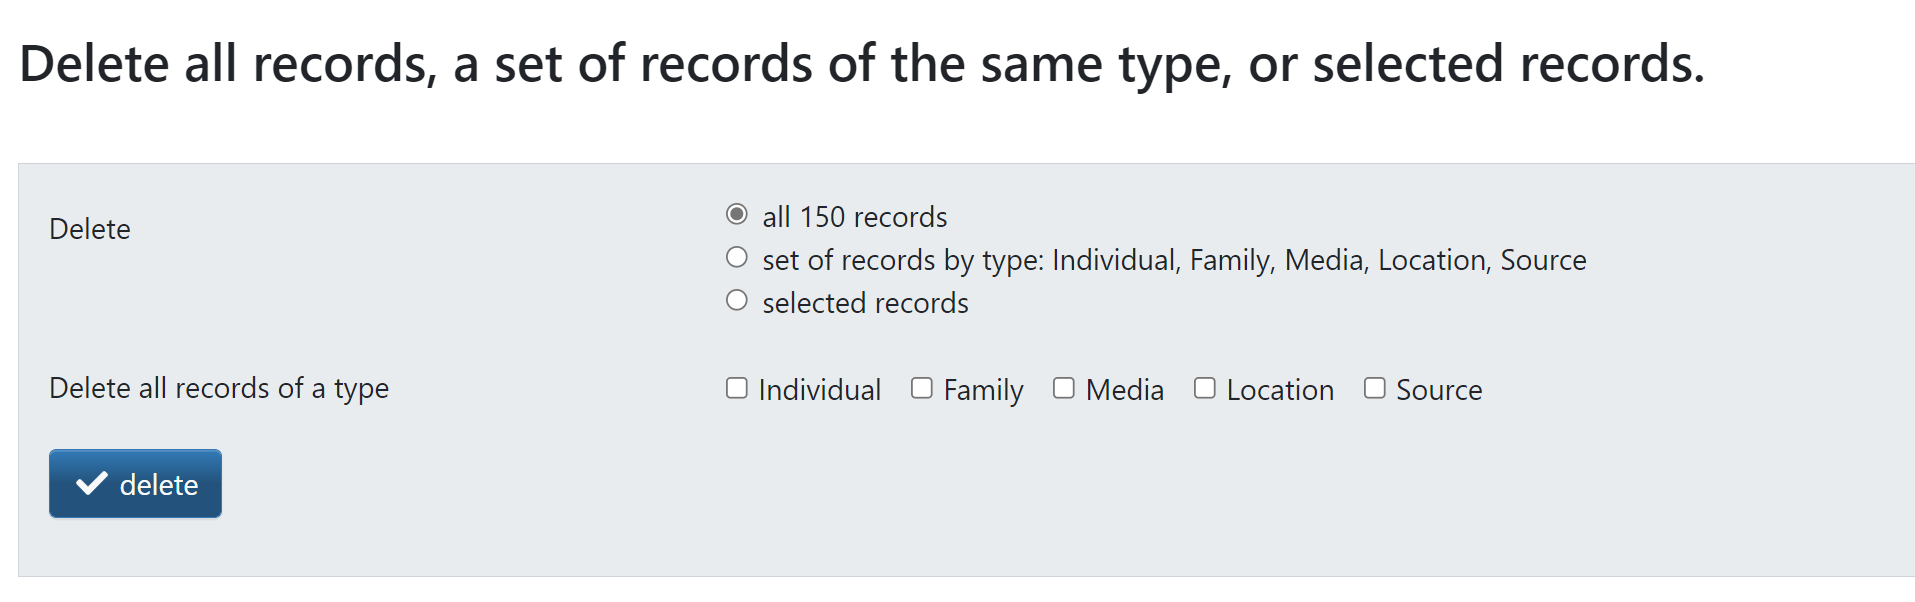 Delete all records, a set of records of the same type, or selected records.
Delete
all 150 records
set of records by type: Individual, Family, Media, Location, Source
selected records
Delete all records of a type
Individual Family Media Location Source
delete